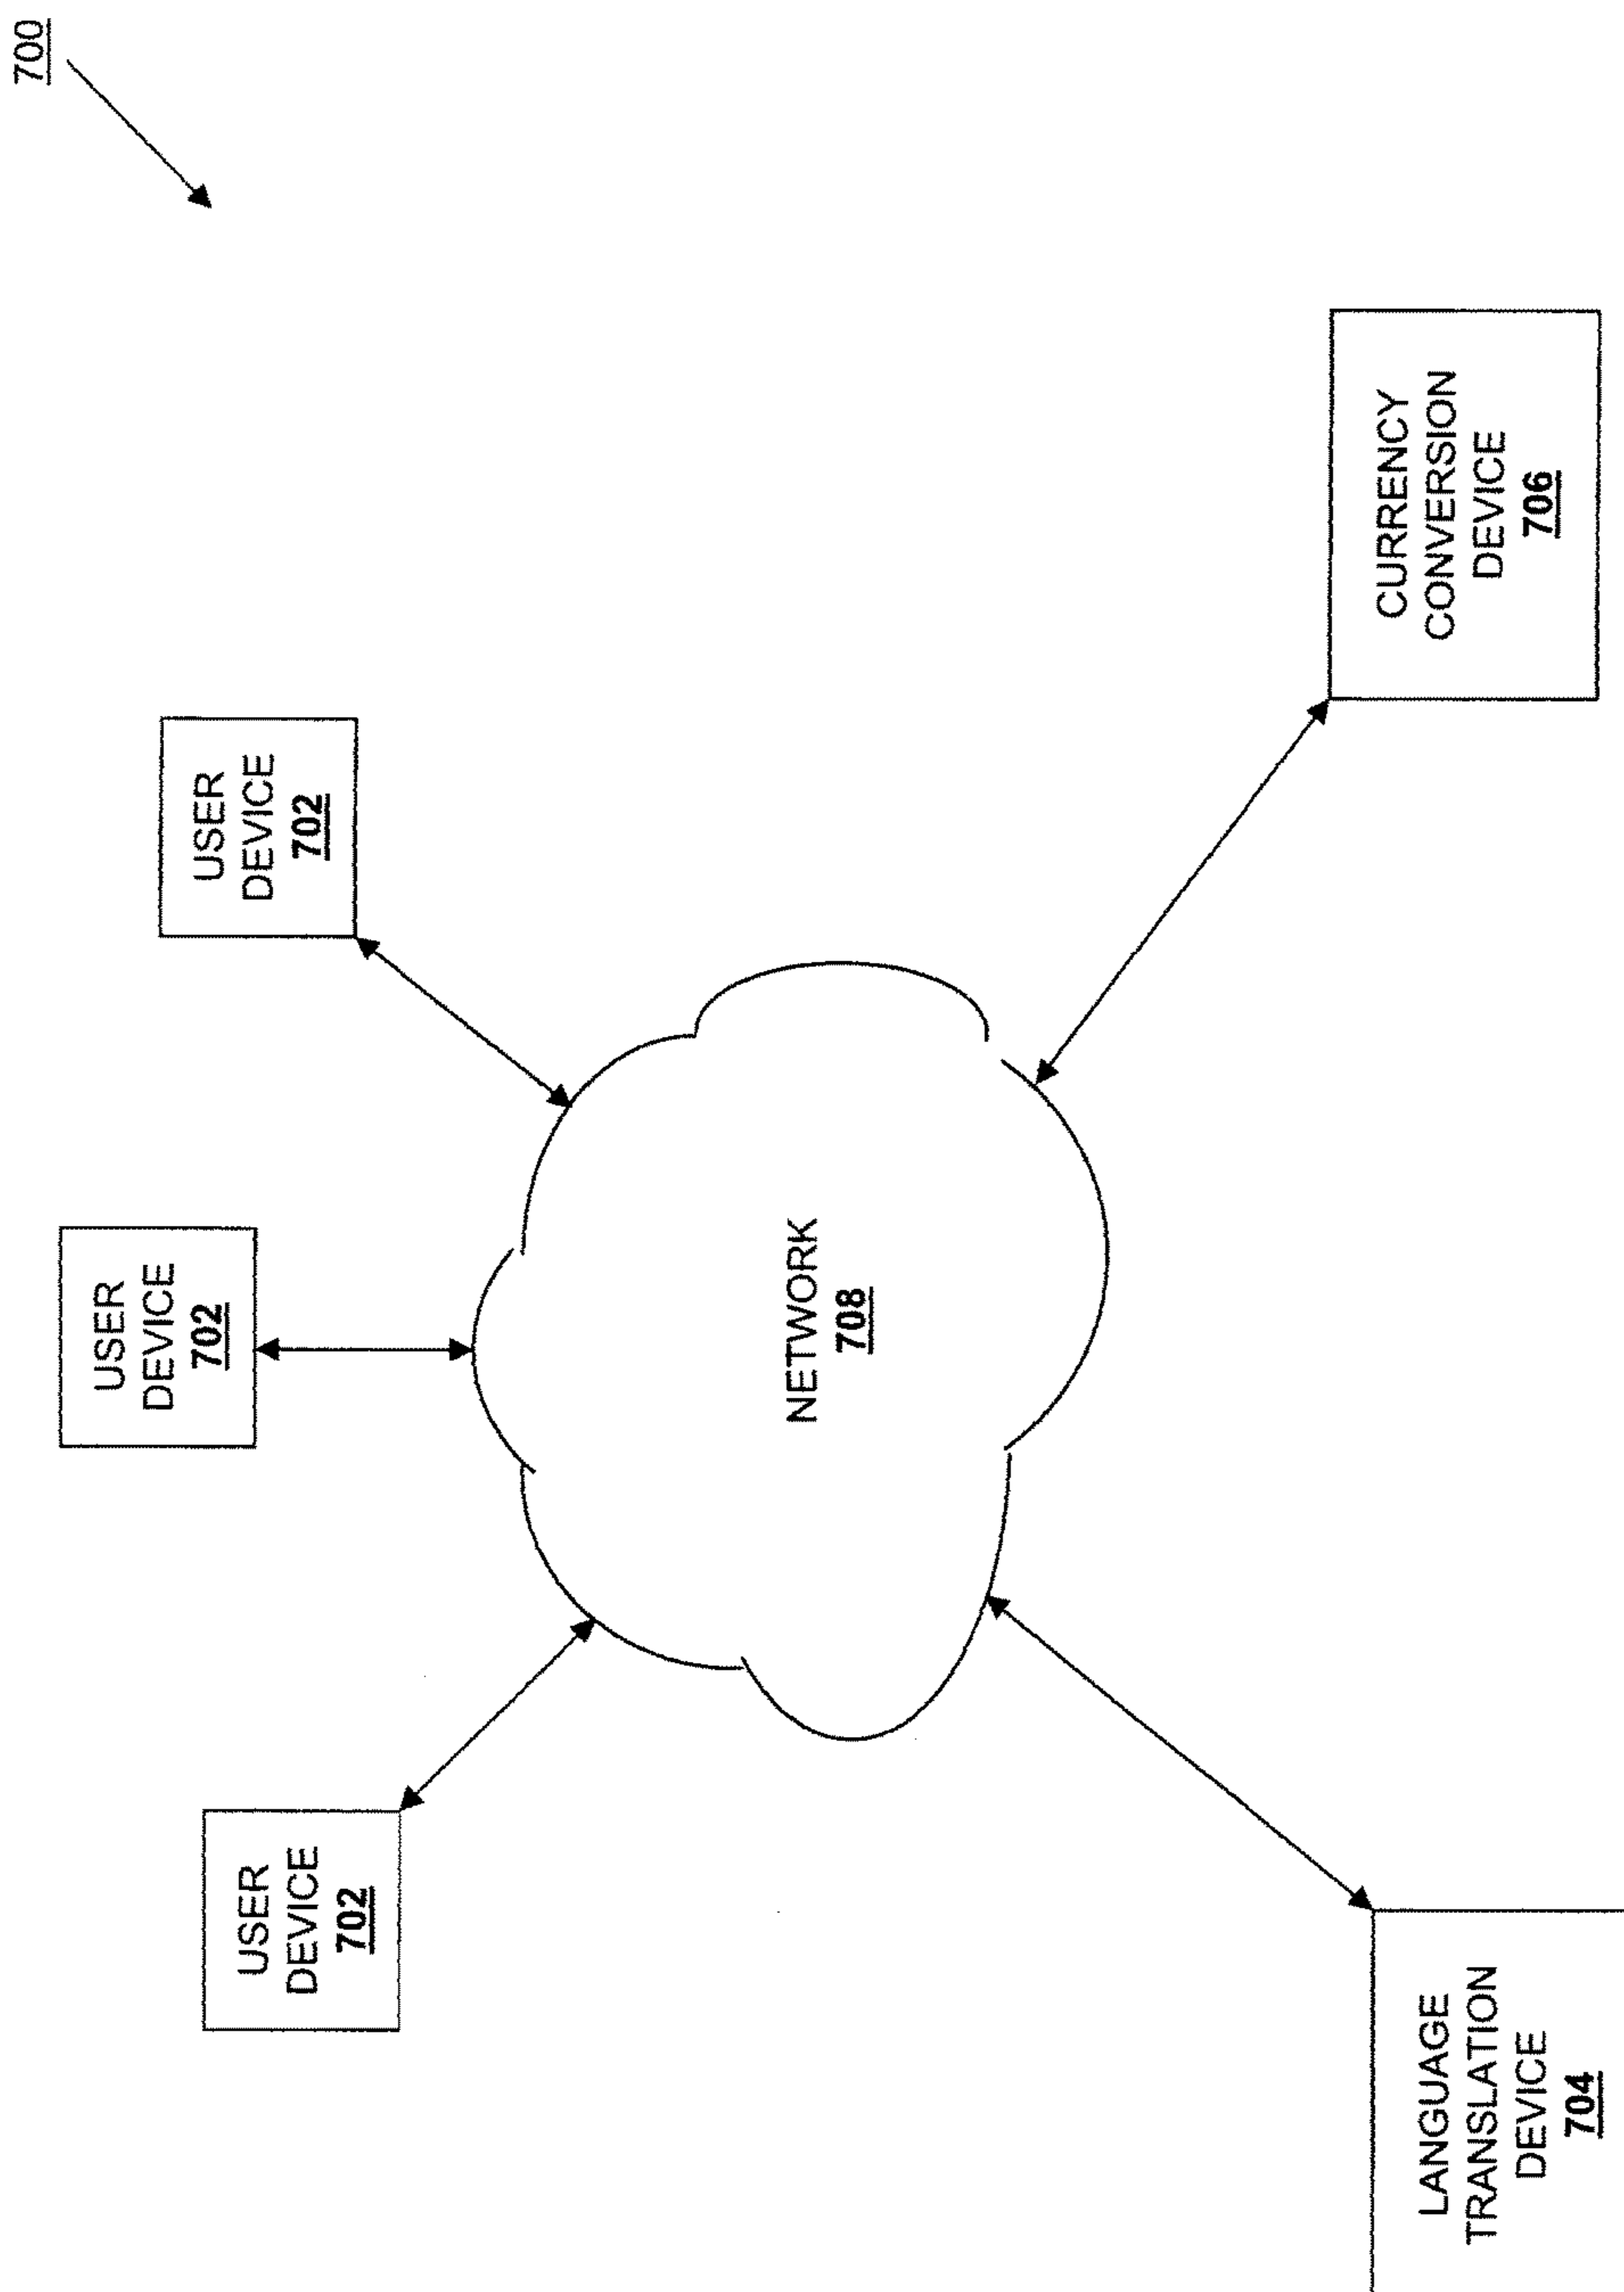 700
USER
DEVICE
702
USER
DEVICE
702
USER
DEVICE
702
NETWORK
708
LANGUAGE
TRANSLATION
DEVICE
704
CURRENCY
CONVERSION
DEVICE
706